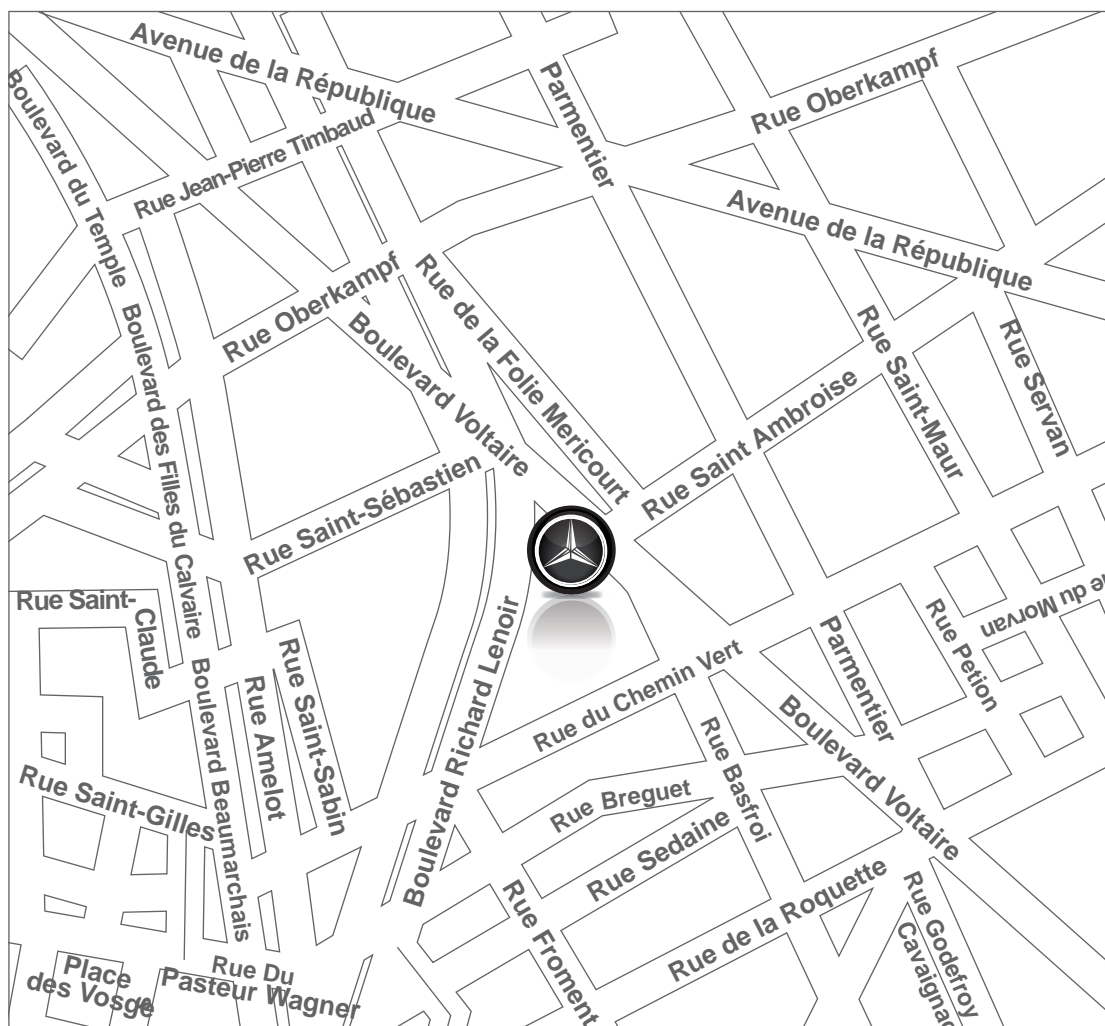 Avenue de la République
Parmentier
Rue Oberkampf
Boulevard du Temple
Rue Jean-Pierre Timbaud
Avenue de la République
Rue Oberkampf
Rue de la Folie Mericourt
Boulevard Voltaire
Boulevard des Filles du Calvaire
Rue Saint-Maur
Rue Servan
Rue Saint Ambroise
Rue Saint-Sébastien
Rue Saint-
Claude
Boulevard Richard Lenoir
Rue Saint-Sabin
Rue Amelot
Boulevard Beaumarchais
Rue du Chemin Vert
Parmentier
Rue Petion
du Morvan
Boulevard Voltaire
Rue Basfroi
Rue Breguet
Rue Sedaine
Rue Saint-Gilles
Rue de la Roquette
Rue Froment
Rue Godefroy
Cavaignac
Place
des Vosges
Rue Du
Pasteur Wagner